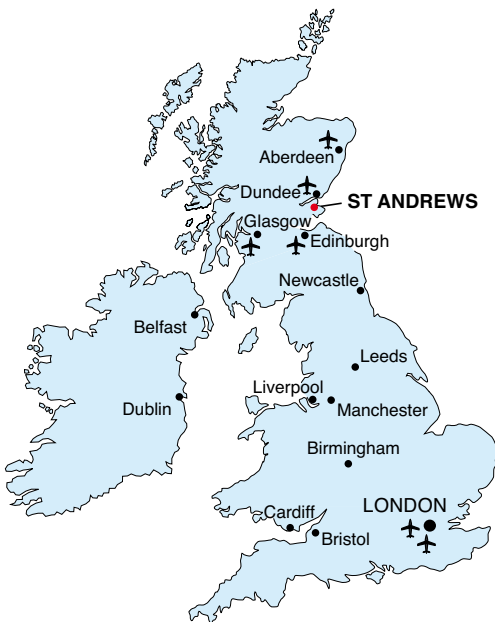 Aberdeen
Dundee
ST ANDREWS
Glasgow
Edinburgh
Newcastle
Belfast
Leeds
Liverpool
Dublin
Manchester
Birmingham
LONDON
Cardiff
Bristol